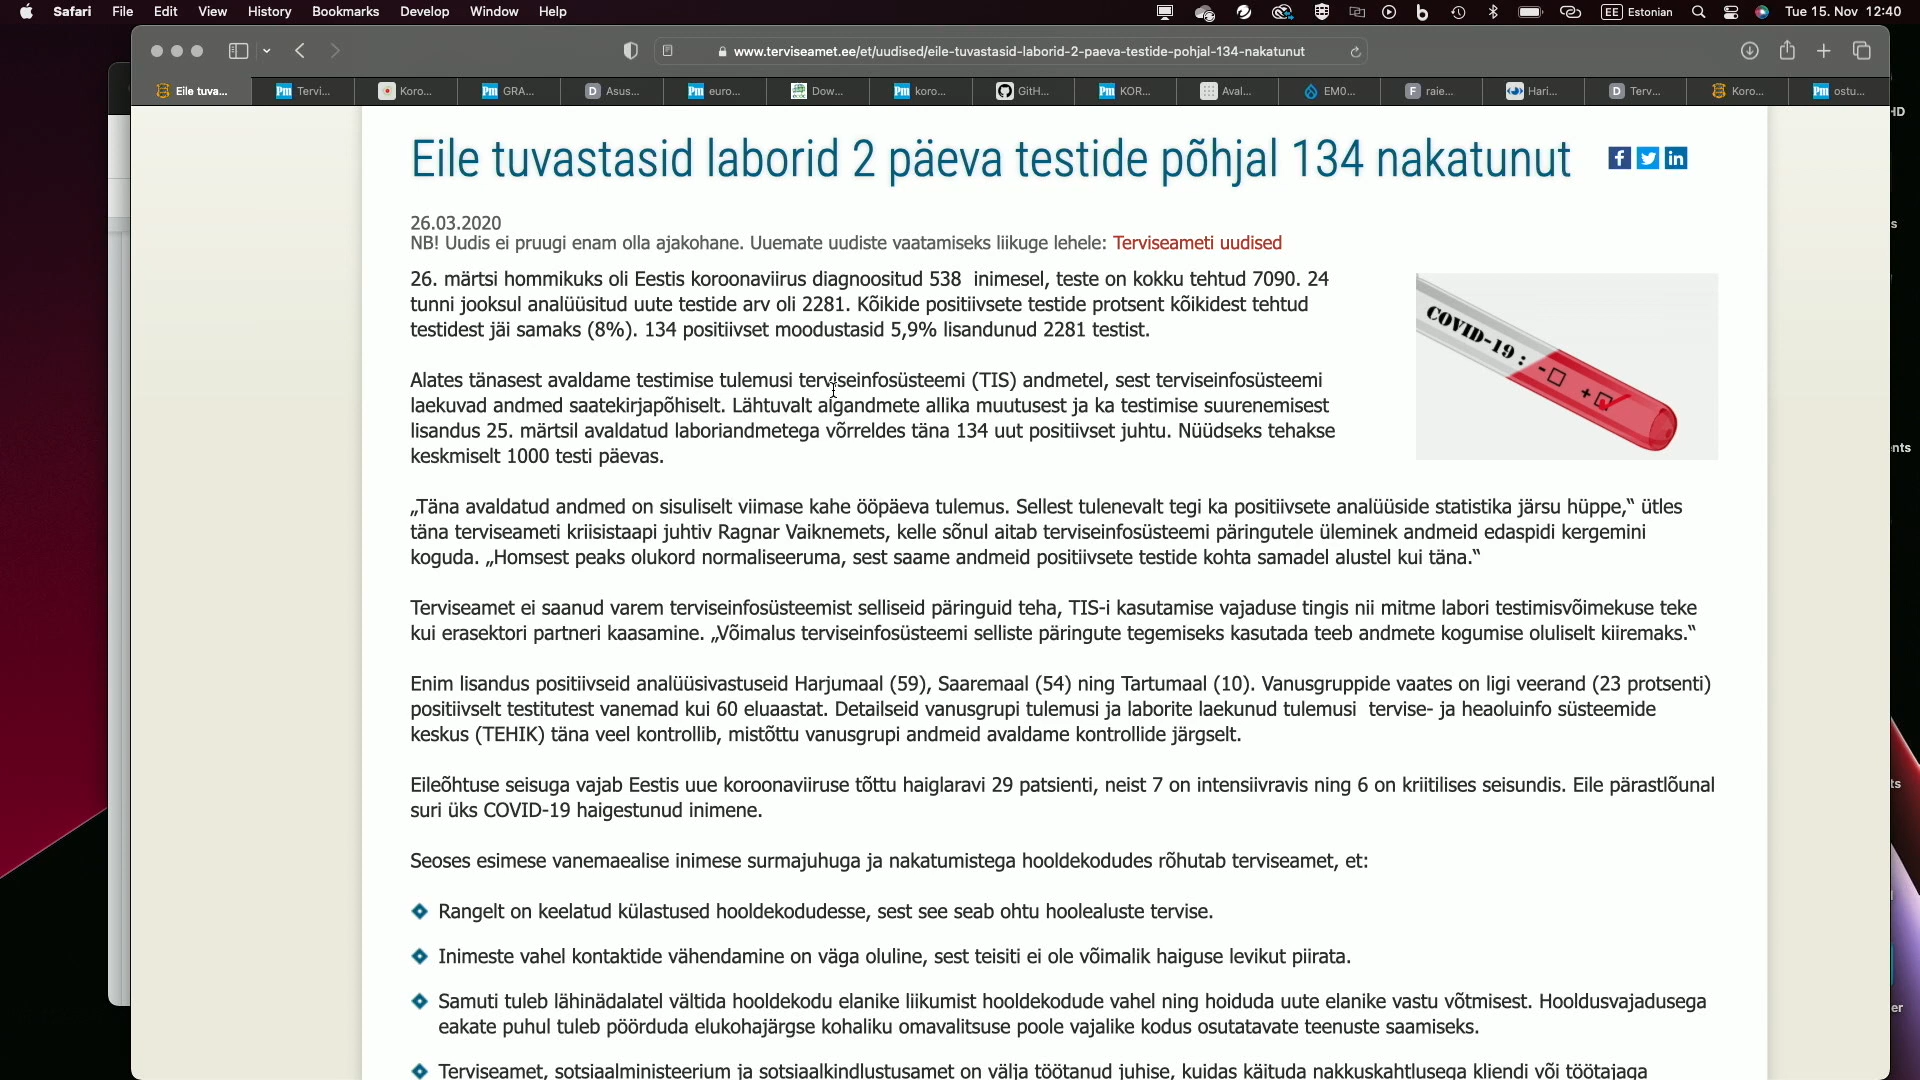 Safari File Edit View History Bookmarks Develop Window Help EE Estonian Tue 15. Nov 12:40
www.terviseamet.ee/et/uudised/eile-tuvastasid-laborid-2-paeva-testide-pohjal-134-nakatunut
Eile tuva... Tervi... Koro... GRA... Asus... euro... Dow... koro... GitH... KOR... Aval... EM0... raie... Hari... Terv... Koro... ostu...
Eile tuvastasid laborid 2 päeva testide põhjal 134 nakatunut
26.03.2020
NB! Uudis ei pruugi enam olla ajakohane. Uuemate uudiste vaatamiseks liikuge lehele: Terviseameti uudised
26. märtsi hommikuks oli Eestis koroonaviirus diagnoositud 538 inimesel, teste on kokku tehtud 7090. 24
tunni jooksul analüüsitud uute testide arv oli 2281. Kõikide positiivsete testide protsent kõikidest tehtud
testidest jäi samaks (8%). 134 positiivset moodustasid 5,9% lisandunud 2281 testist.
COVID-19 :
Alates tänasest avaldame testimise tulemusi terviseinfosüsteemi (TIS) andmetel, sest terviseinfosüsteemi
laekuvad andmed saatekirjapõhiselt. Lähtuvalt algandmete allika muutusest ja ka testimise suurenemisest
lisandus 25. märtsil avaldatud laboriandmetega võrreldes täna 134 uut positiivset juhtu. Nüüdseks tehakse
keskmiselt 1000 testi päevas.
„Täna avaldatud andmed on sisuliselt viimase kahe ööpäeva tulemus. Sellest tulenevalt tegi ka positiivsete analüüside statistika järsu hüppe,“ ütles
täna terviseameti kriisistaapi juhtiv Ragnar Vaiknemets, kelle sõnul aitab terviseinfosüsteemi päringutele üleminek andmeid edaspidi kergemini
koguda. „Homsest peaks olukord normaliseeruma, sest saame andmeid positiivsete testide kohta samadel alustel kui täna.“
Terviseamet ei saanud varem terviseinfosüsteemist selliseid päringuid teha, TIS-i kasutamise vajaduse tingis nii mitme labori testimisvõimekuse teke
kui erasektori partneri kaasamine. „Võimalus terviseinfosüsteemi selliste päringute tegemiseks kasutada teeb andmete kogumise oluliselt kiiremaks.“
Enim lisandus positiivseid analüüsivastuseid Harjumaal (59), Saaremaal (54) ning Tartumaal (10). Vanusgruppide vaates on ligi veerand (23 protsenti)
positiivselt testitutest vanemad kui 60 eluaastat. Detailseid vanusgrupi tulemusi ja laborite laekunud tulemusi tervise- ja heaoluinfo süsteemide
keskus (TEHIK) täna veel kontrollib, mistõttu vanusgrupi andmeid avaldame kontrollide järgselt.
Eileõhtuse seisuga vajab Eestis uue koroonaviiruse tõttu haiglaravi 29 patsienti, neist 7 on intensiivravis ning 6 on kriitilises seisundis. Eile pärastlõunal
suri üks COVID-19 haigestunud inimene.
Seoses esimese vanemaealise inimese surmajuhuga ja nakatumistega hooldekodudes rõhutab terviseamet, et:
Rangelt on keelatud külastused hooldekodudesse, sest see seab ohtu hoolealuste tervise.
Inimeste vahel kontaktide vähendamine on väga oluline, sest teisiti ei ole võimalik haiguse levikut piirata.
Samuti tuleb lähinädalatel vältida hooldekodu elanike liikumist hooldekodude vahel ning hoiduda uute elanike vastu võtmisest. Hooldusvajadusega
eakate puhul tuleb pöörduda elukohajärgse kohaliku omavalitsuse poole vajalike kodus osutatavate teenuste saamiseks.
Terviseamet, sotsiaalministeerium ja sotsiaalkindlustusamet on välja töötanud juhise, kuidas käituda nakkuskahtlusega kliendi või töötajaga